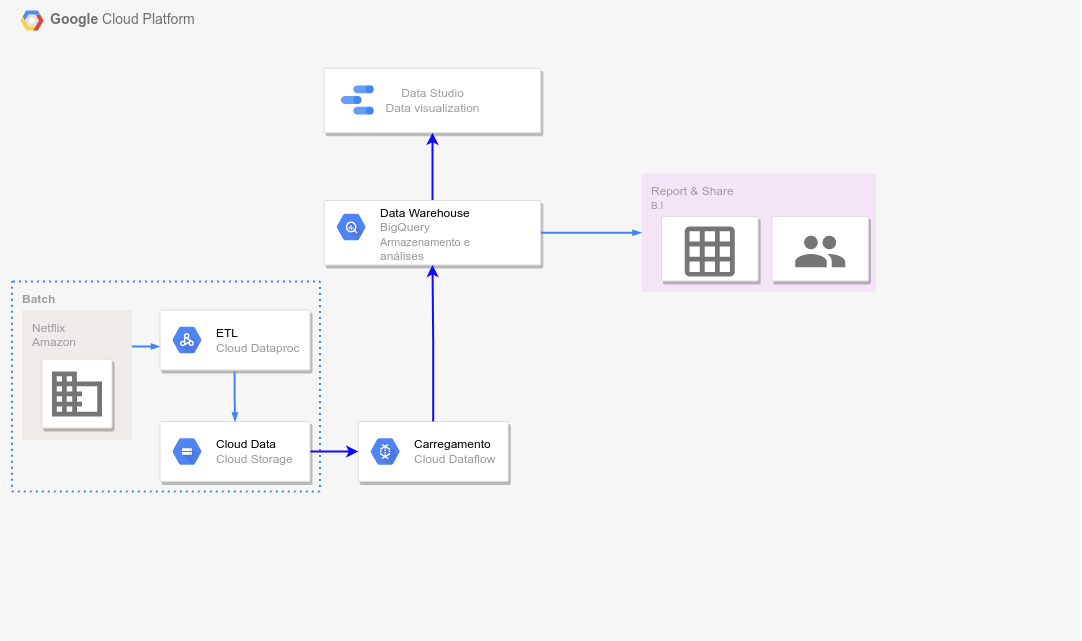 Google Cloud Platform
Data Studio
Data visualization
Data Warehouse
BigQuery
Armazenamento e
análises
Report & Share
B.I
Batch
Netflix
Amazon
ETL
Cloud Dataproc
Cloud Data
Cloud Storage
Carregamento
Cloud Dataflow